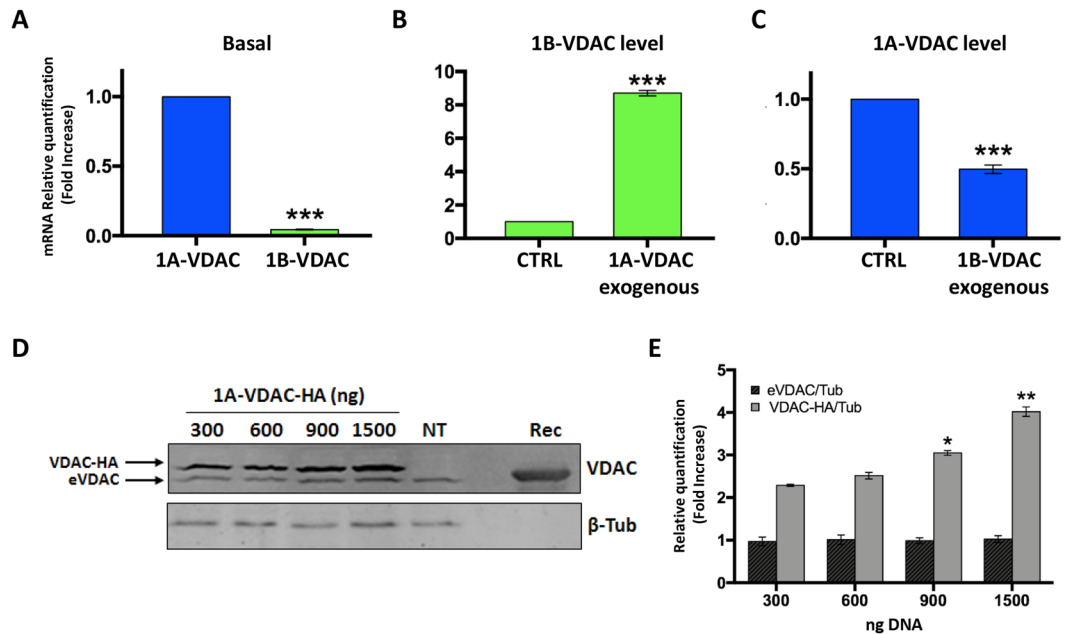 A
Basal
mRNA Relative quantification
(Fold Increase)
1.0
0.5
0.0
***
1A-VDAC
1B-VDAC
B
1B-VDAC level
10
8
6
4
2
0
***
CTRL
1A-VDAC
exogenous
C
1A-VDAC level
1.0
0.5
0.0
***
CTRL
1B-VDAC
exogenous
D
1A-VDAC-HA (ng)
300 600 900 1500 NT Rec
VDAC-HA
eVDAC
VDAC
β-Tub
E
Relative quantification
(Fold Increase)
5
4
3
2
1
0
eVDAC/Tub
VDAC-HA/Tub
*
**
300 600 900 1500
ng DNA